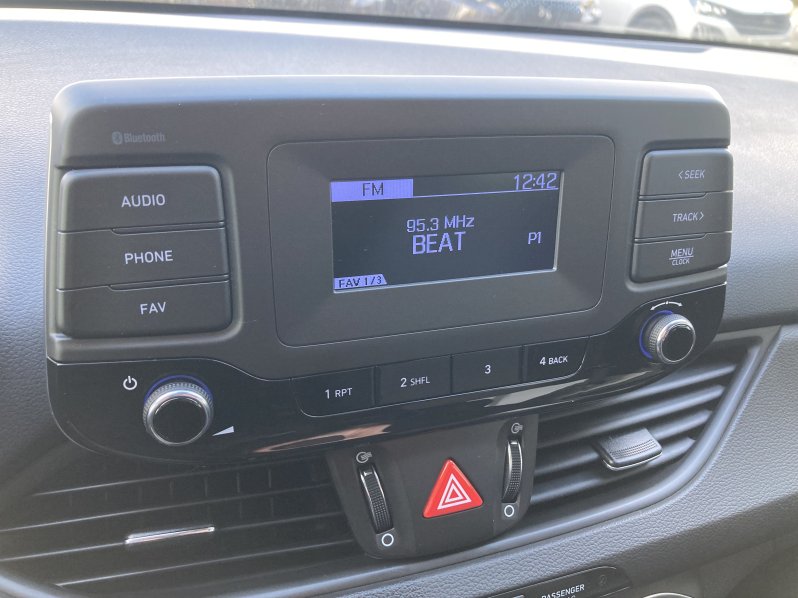 Bluetooth
AUDIO
PHONE
FAV
FM 12:42
95.3 MHz
BEAT P1
FAV 1/3
<SEEK
TRACK>
MENU
CLOCK
1 RPT
2 SHFL
3
4 BACK
PASSENGER